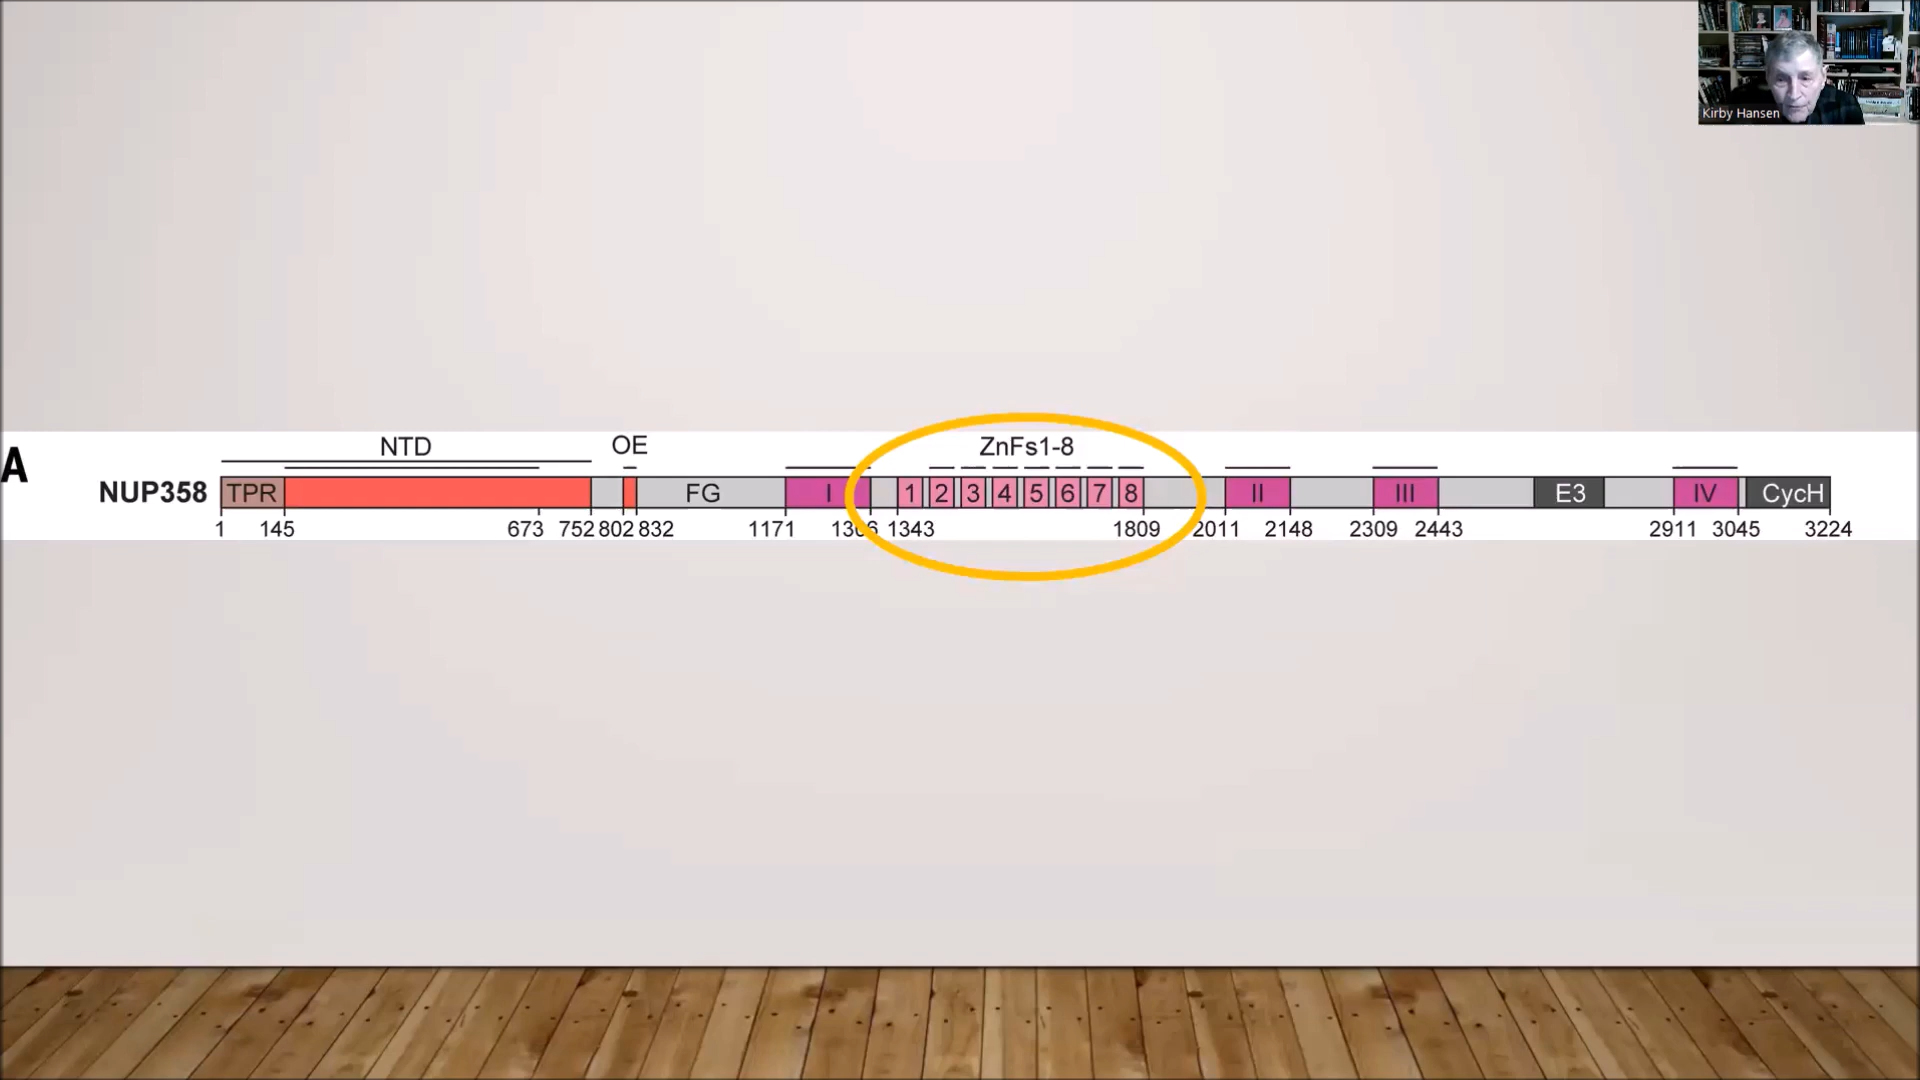 Kirby Hansen
A
NTD OE ZnFs1-8
NUP358 TPR FG I 1 2 3 4 5 6 7 8 II III E3 IV CycH
1 145 673 752 802 832 1171 1306 1343 1809 2011 2148 2309 2443 2911 3045 3224